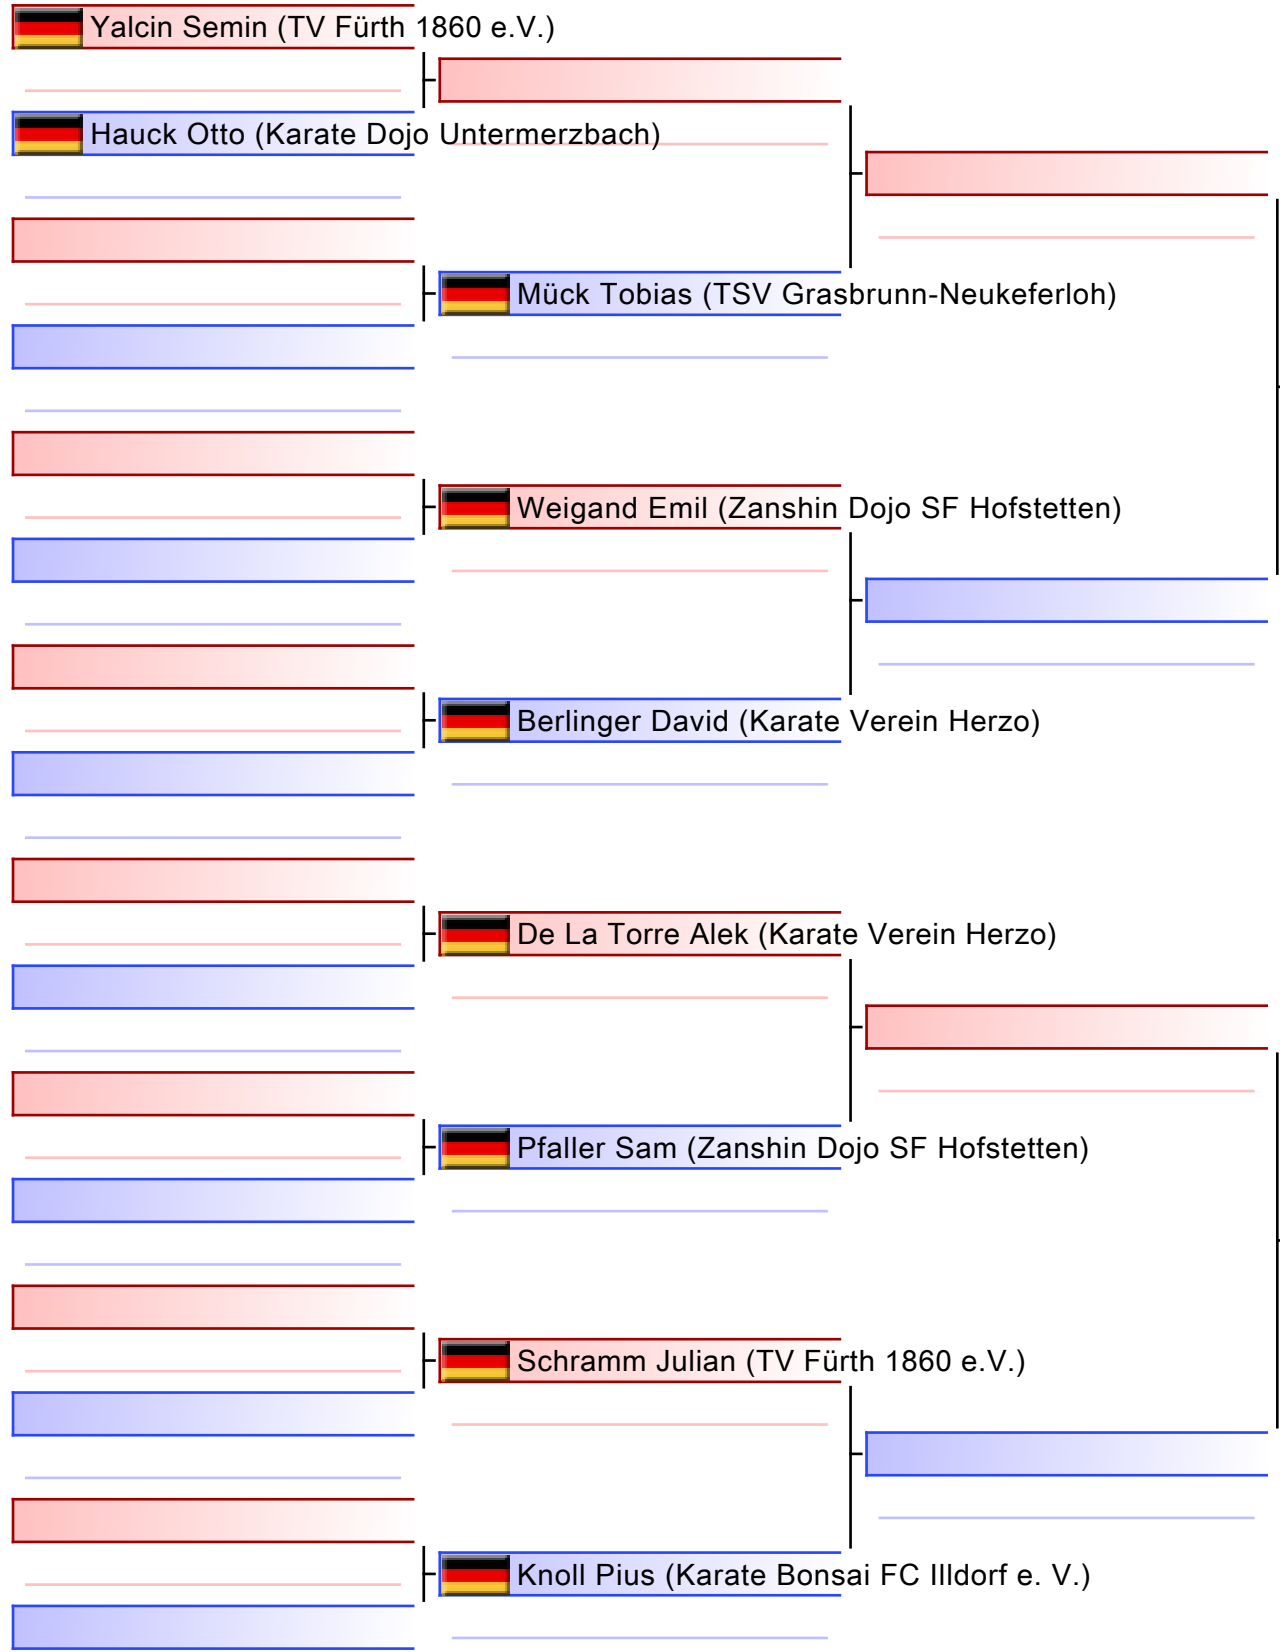 Yalcin Semin (TV Fürth 1860 e.V.)
Hauck Otto (Karate Dojo Untermerzbach)
Mück Tobias (TSV Grasbrunn-Neukeferloh)
Weigand Emil (Zanshin Dojo SF Hofstetten)
Berlinger David (Karate Verein Herzo)
De La Torre Alek (Karate Verein Herzo)
Pfaller Sam (Zanshin Dojo SF Hofstetten)
Schramm Julian (TV Fürth 1860 e.V.)
Knoll Pius (Karate Bonsai FC Illdorf e. V.)